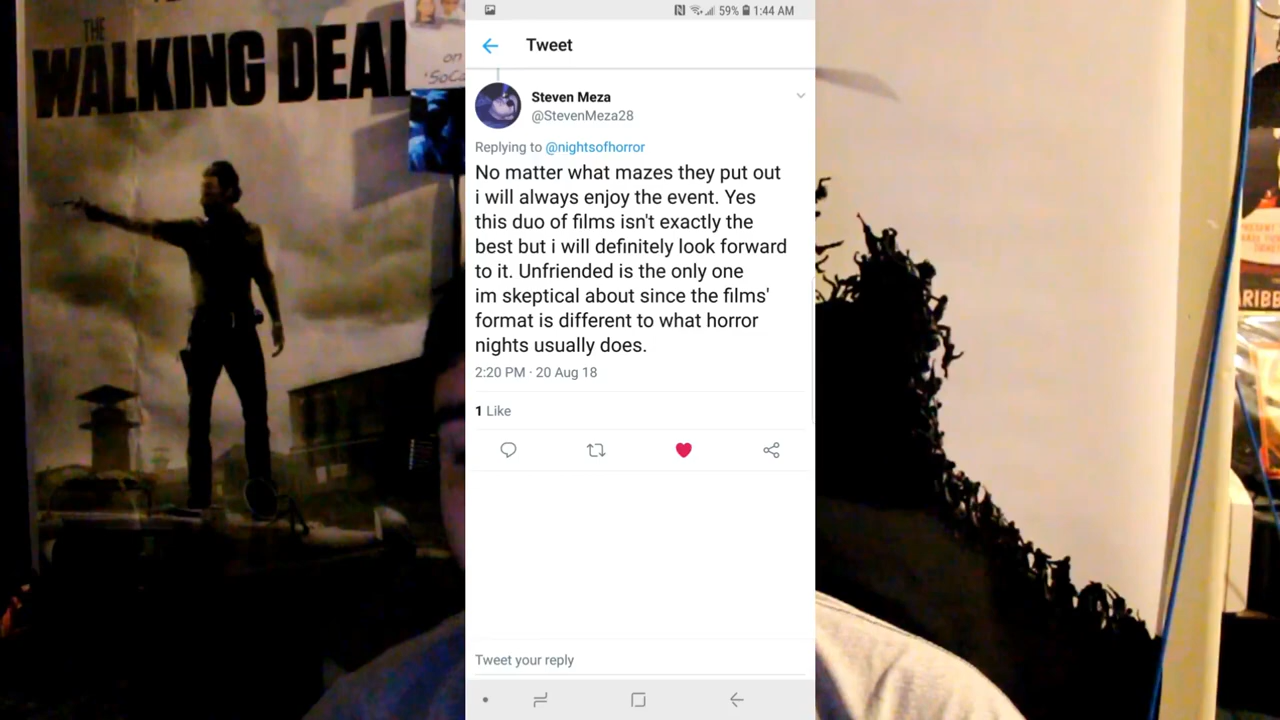 THE
WALKING DEAD
on
'SoCa
59% 1:44 AM
Tweet
Steven Meza
@StevenMeza28
Replying to @nightsofhorror
No matter what mazes they put out
i will always enjoy the event. Yes
this duo of films isn't exactly the
best but i will definitely look forward
to it. Unfriended is the only one
im skeptical about since the films'
format is different to what horror
nights usually does.
2:20 PM · 20 Aug 18
1 Like
Tweet your reply
ARIBB